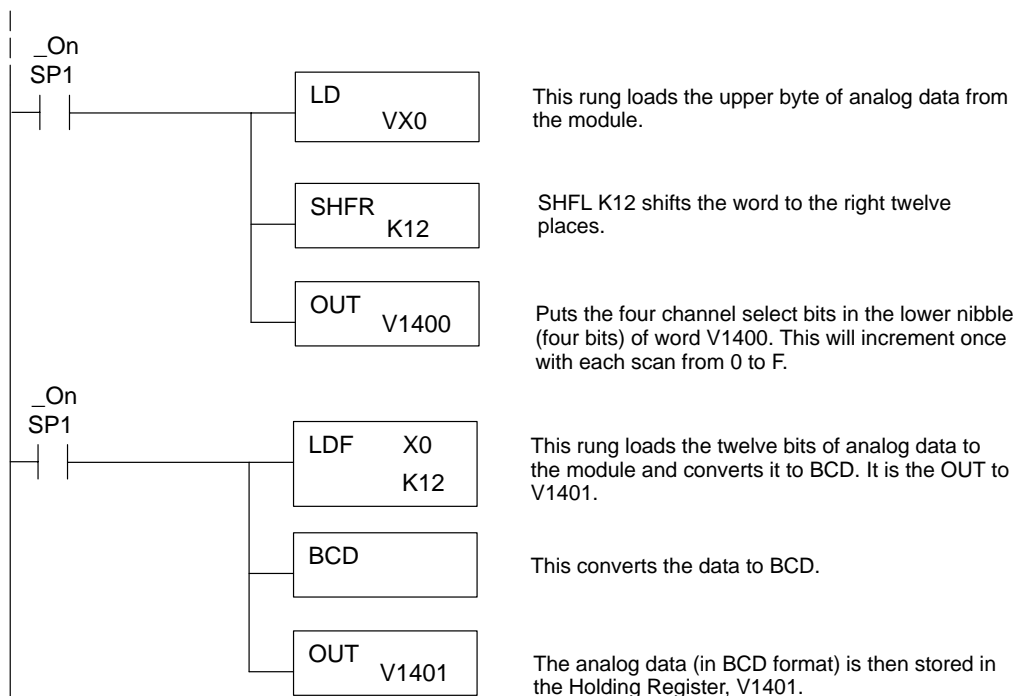 _On
SP1
LD
VX0
This rung loads the upper byte of analog data from
the module.
SHFR
K12
SHFL K12 shifts the word to the right twelve
places.
OUT
V1400
Puts the four channel select bits in the lower nibble
(four bits) of word V1400. This will increment once
with each scan from 0 to F.
_On
SP1
LDF X0
K12
This rung loads the twelve bits of analog data to
the module and converts it to BCD. It is the OUT to
V1401.
BCD
This converts the data to BCD.
OUT
V1401
The analog data (in BCD format) is then stored in
the Holding Register, V1401.